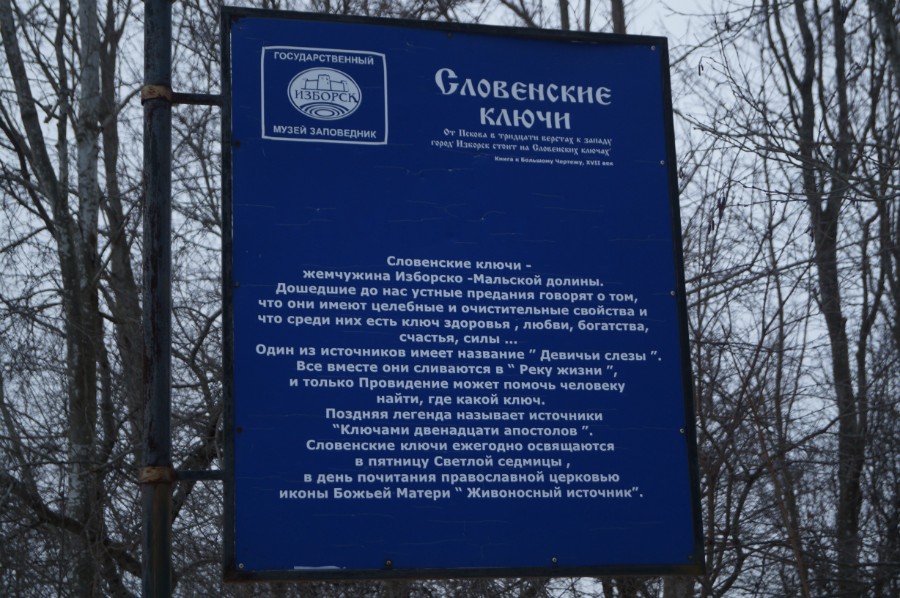 ГОСУДАРСТВЕННЫЙ
ИЗБОРСК
МУЗЕЙ ЗАПОВЕДНИК
Словенские
ключи
От Пскова в тридцати верстах к западу
город Изборск стоит на Словенских ключах
Книга о Большому Чертежу, XVII век
Словенские ключи -
жемчужина Изборско -Мальской долины.
Дошедшие до нас устные предания говорят о том,
что они имеют целебные и очистительные свойства и
что среди них есть ключ здоровья , любви, богатства,
счастья, силы ...
Один из источников имеет название " Девичьи слезы ".
Все вместе они сливаются в " Реку жизни ",
и только Провидение может помочь человеку
найти, где какой ключ.
Поздняя легенда называет источники
"Ключами двенадцати апостолов ".
Словенские ключи ежегодно освящаются
в пятницу Светлой седмицы ,
в день почитания православной церковью
иконы Божьей Матери " Живоносный источник".